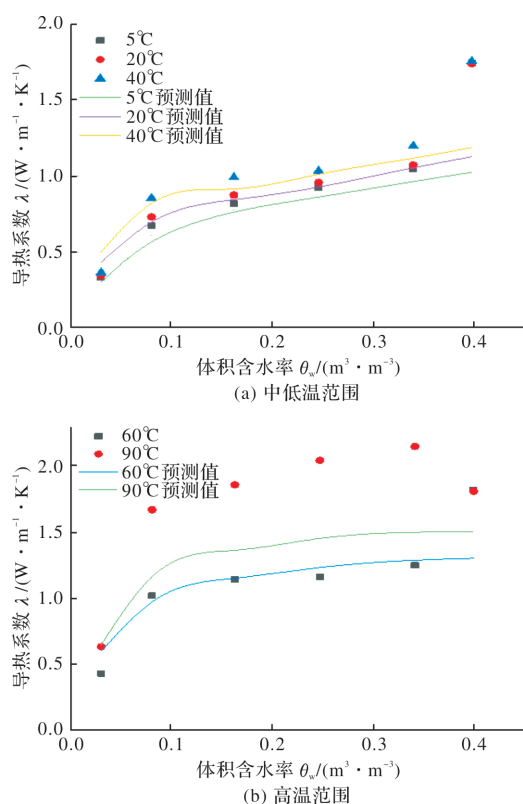 2.0
5℃
20℃
40℃
5℃预测值
20℃预测值
40℃预测值
1.5
1.0
0.5
0.0
导热系数 λ/(W·m⁻¹·K⁻¹)
0.0 0.1 0.2 0.3 0.4
体积含水率 θw/(m³·m⁻³)
(a) 中低温范围
60℃
90℃
60℃预测值
90℃预测值
2.0
1.5
1.0
0.5
0.0
导热系数 λ/(W·m⁻¹·K⁻¹)
0.0 0.1 0.2 0.3 0.4
体积含水率 θw/(m³·m⁻³)
(b) 高温范围